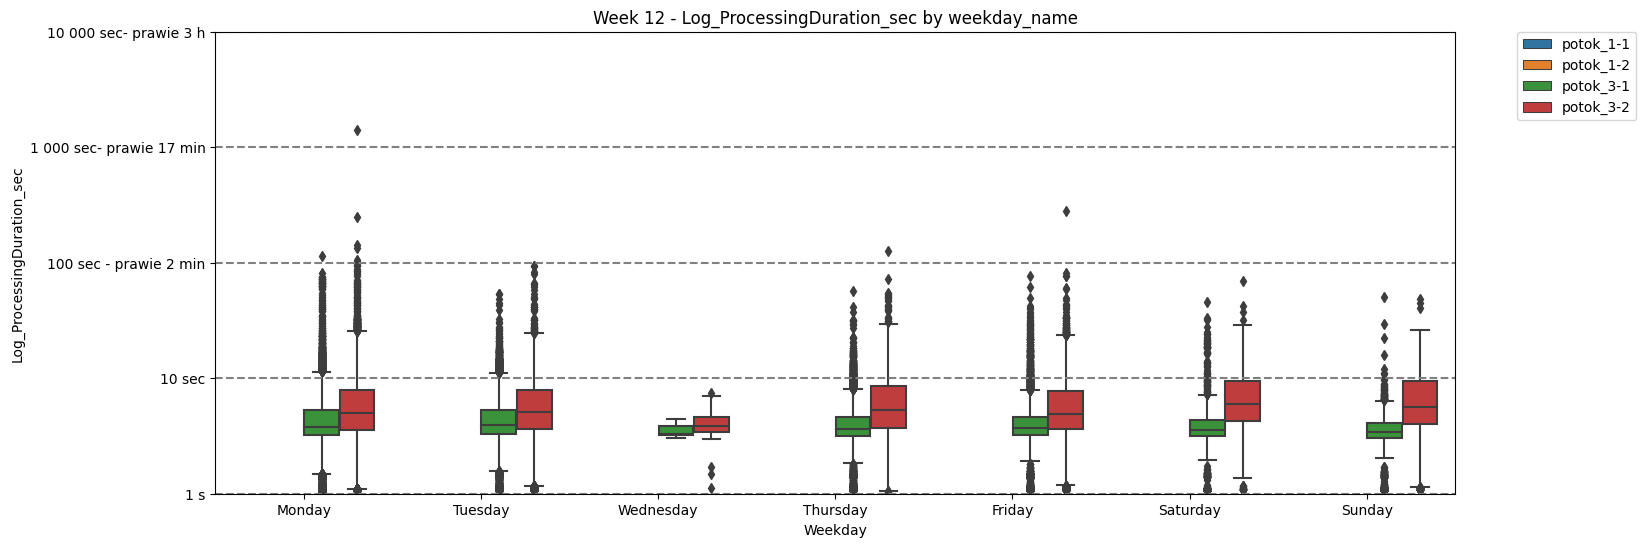 Week 12 - Log_ProcessingDuration_sec by weekday_name
10 000 sec- prawie 3 h
1 000 sec- prawie 17 min
100 sec - prawie 2 min
10 sec
1 s
Log_ProcessingDuration_sec
Monday
Tuesday
Wednesday
Thursday
Friday
Saturday
Sunday
Weekday
potok_1-1
potok_1-2
potok_3-1
potok_3-2